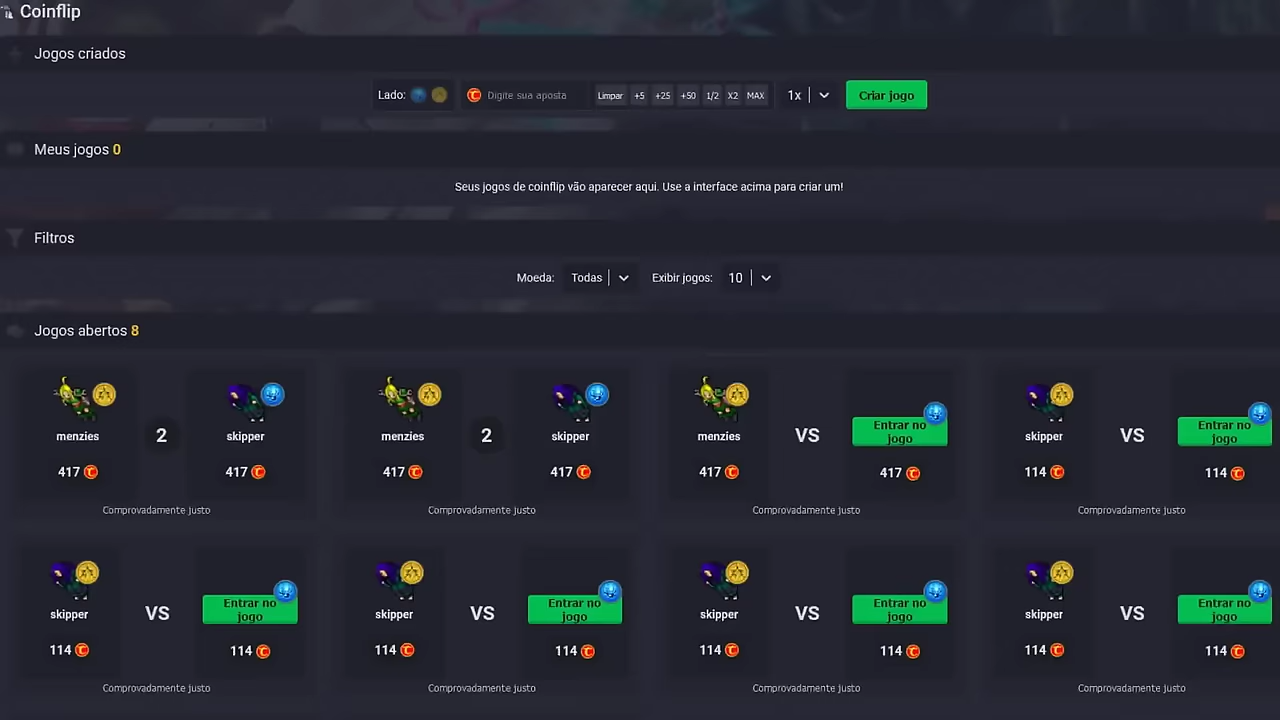 Coinflip
Jogos criados
Lado: Digite sua aposta Limpar +5 +25 +50 1/2 X2 MAX 1x Criar jogo
Meus jogos 0
Seus jogos de coinflip vão aparecer aqui. Use a interface acima para criar um!
Filtros
Moeda: Todas Exibir jogos: 10
Jogos abertos 8
menzies 2 skipper
417 417
Comprovadamente justo
menzies 2 skipper
417 417
Comprovadamente justo
menzies VS Entrar no
jogo
417 417
Comprovadamente justo
skipper VS Entrar no
jogo
114 114
Comprovadamente justo
skipper VS Entrar no
jogo
114 114
Comprovadamente justo
skipper VS Entrar no
jogo
114 114
Comprovadamente justo
skipper VS Entrar no
jogo
114 114
Comprovadamente justo
skipper VS Entrar no
jogo
114 114
Comprovadamente justo